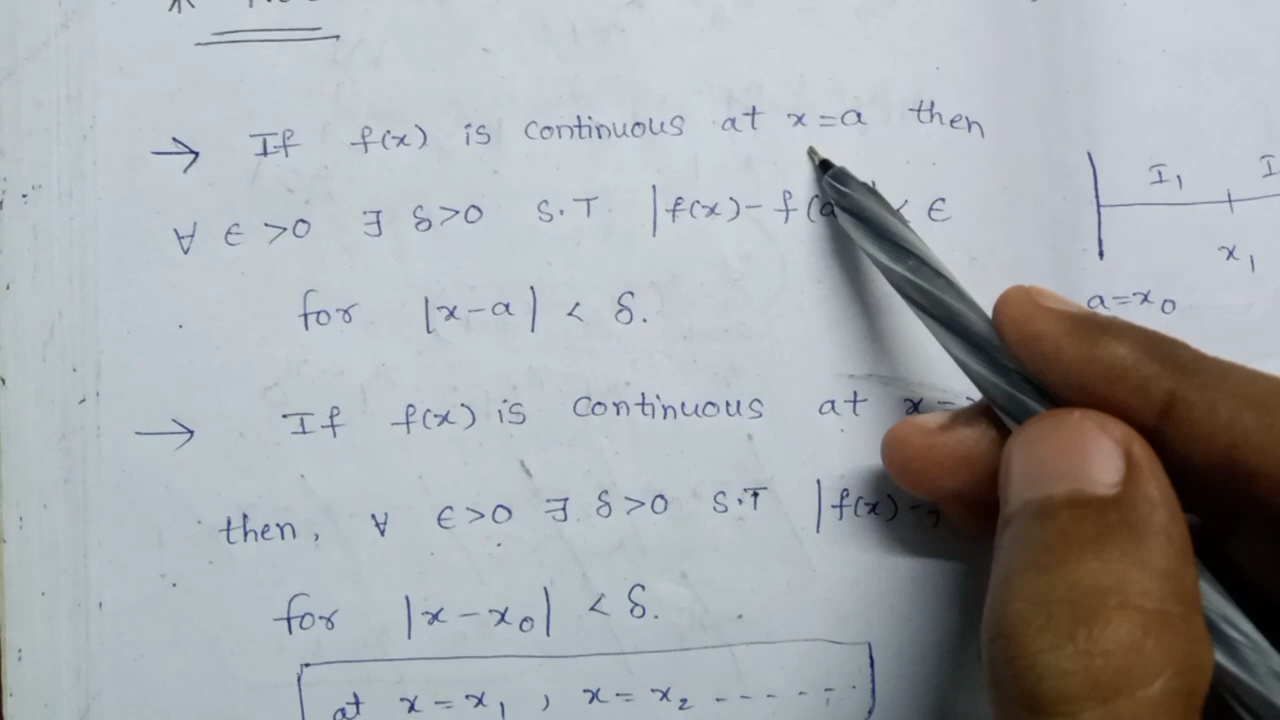 → If f(x) is continuous at x=a then
∀ ϵ>0 ∃ δ>0 S.T |f(x)-f(a < ϵ
for |x-a| < δ.
→ If f(x) is continuous at x=
then, ∀ ϵ>0 ∃ δ>0 S.T |f(x)-
for |x-x₀| < δ.
at x=x₁, x=x₂ -------
I₁ I
x₁
a=x₀